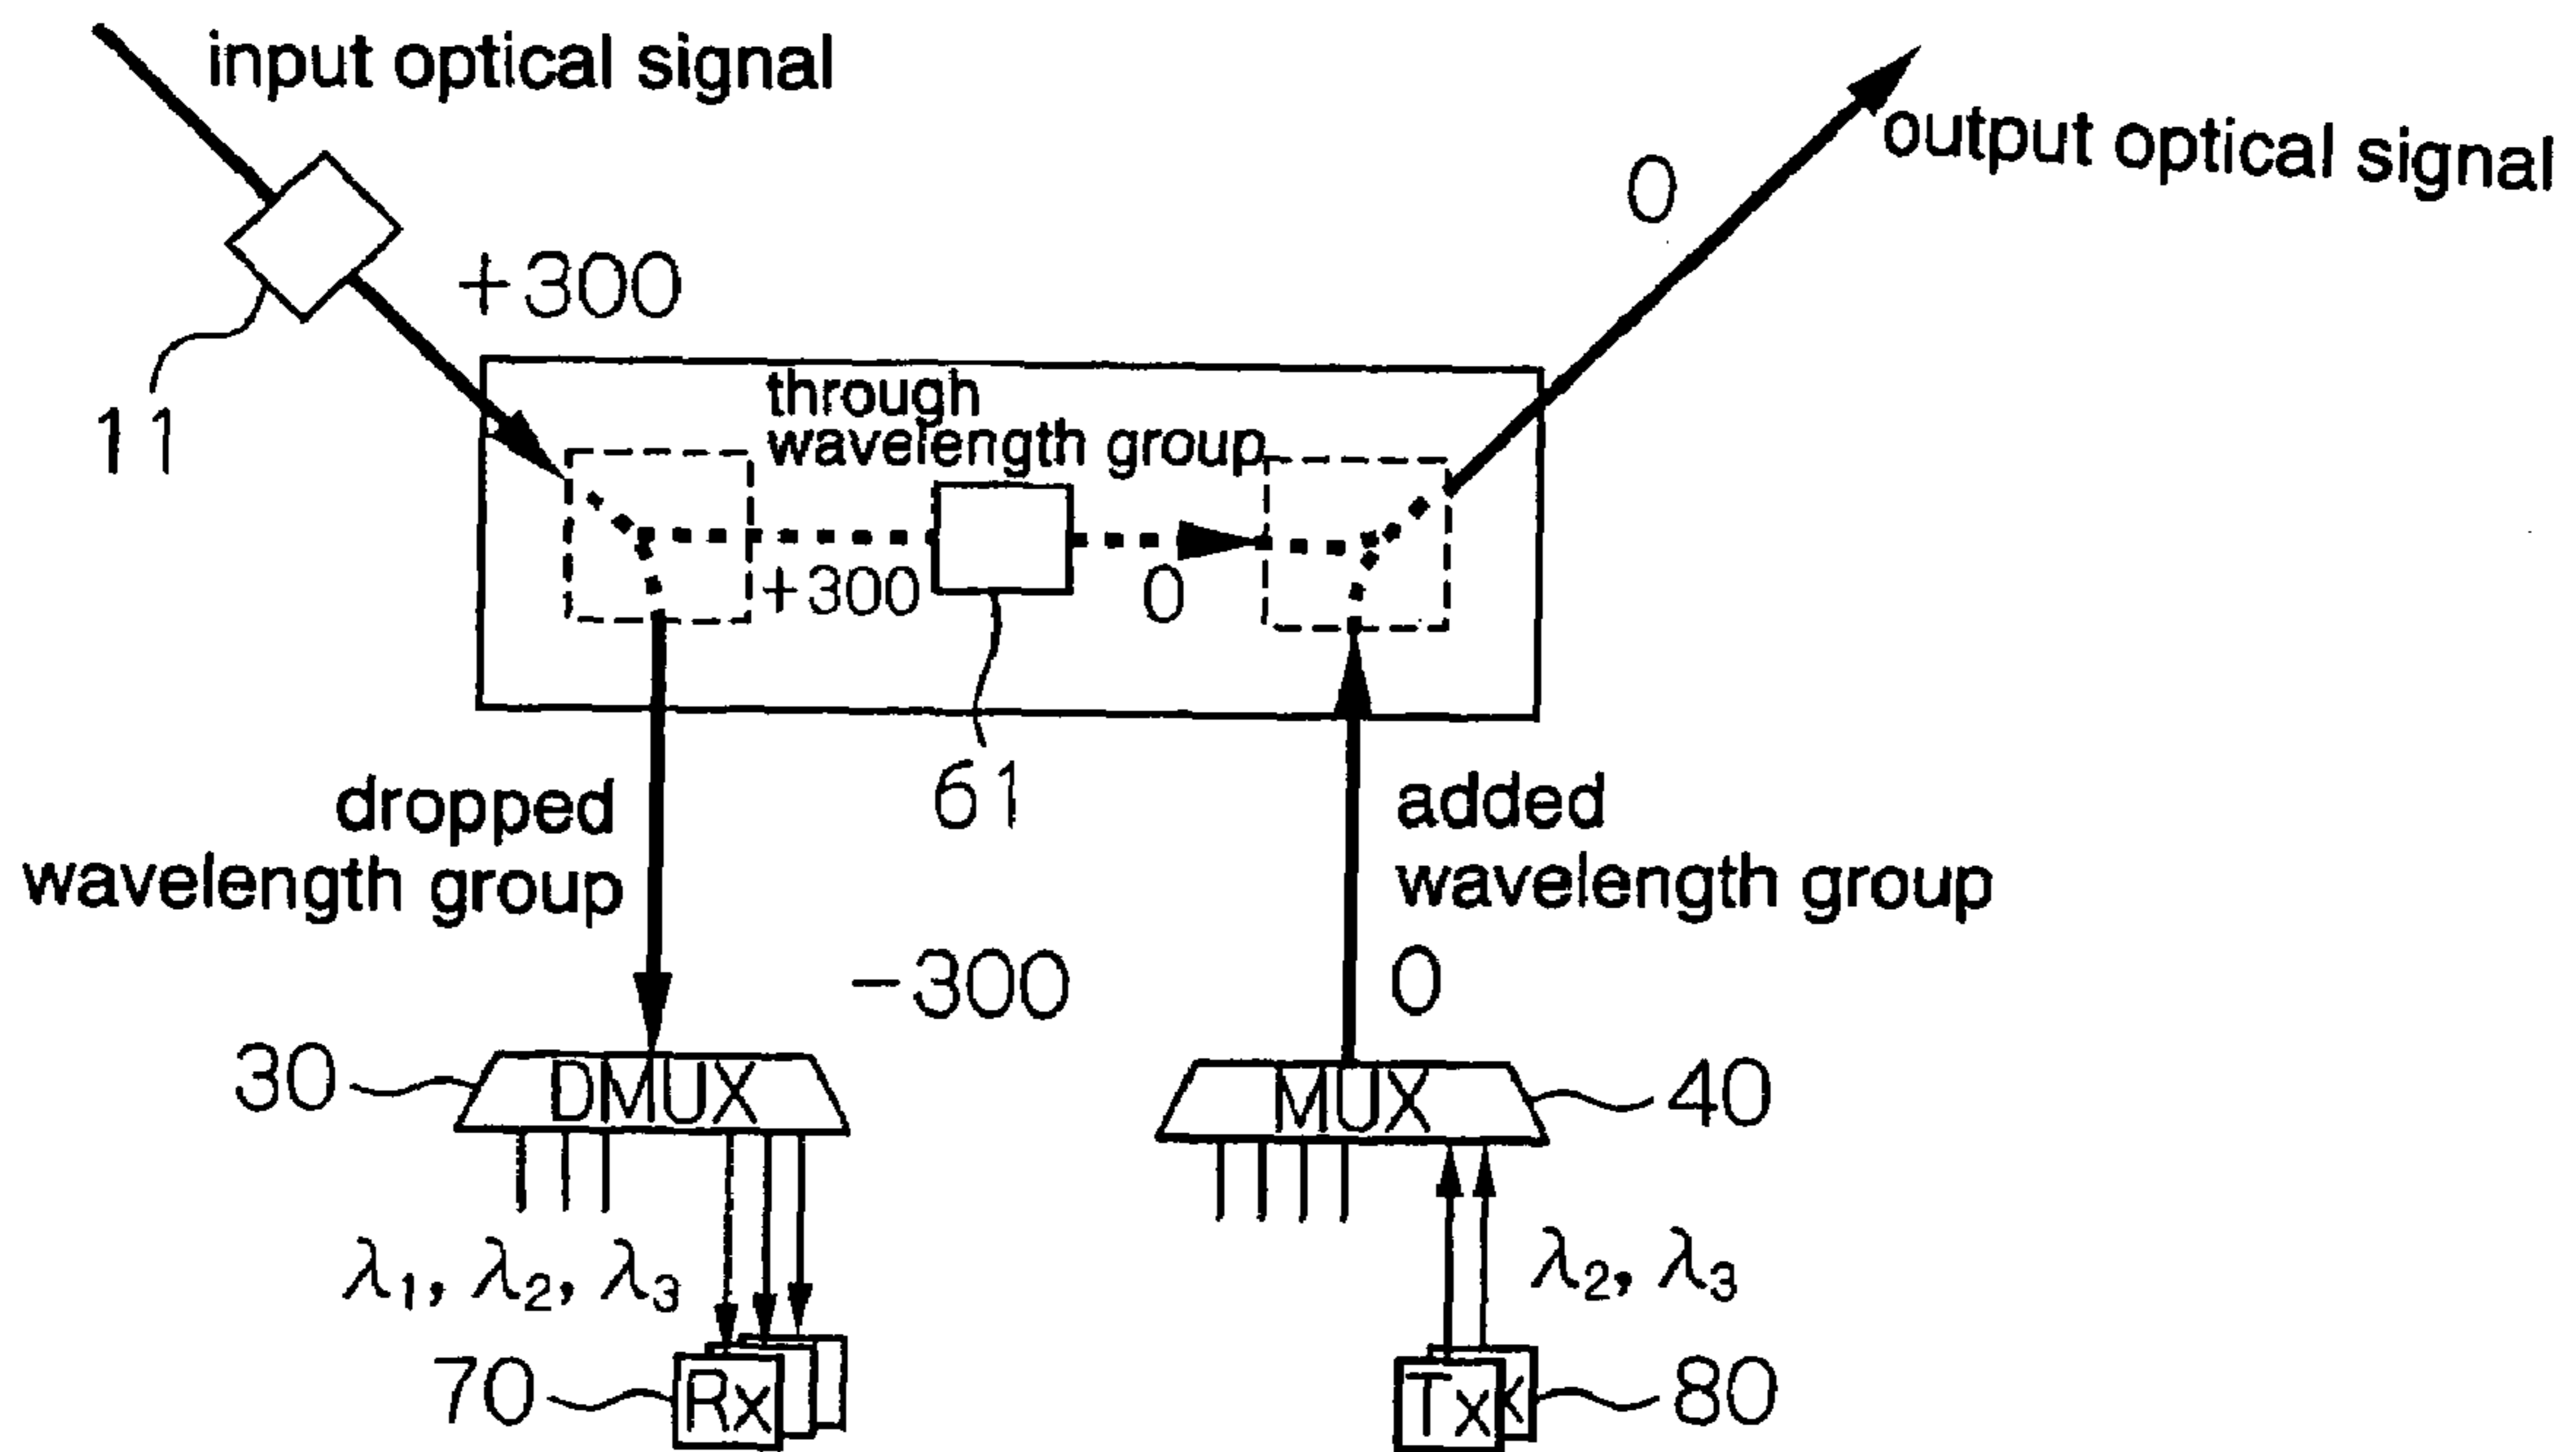 input optical signal
output optical signal
0
+300
11
through
wavelength group
+300
0
61
dropped
wavelength group
added
wavelength group
-300
0
30
DMUX
MUX
40
λ1, λ2, λ3
λ2, λ3
70
Rx
Tx
x
80